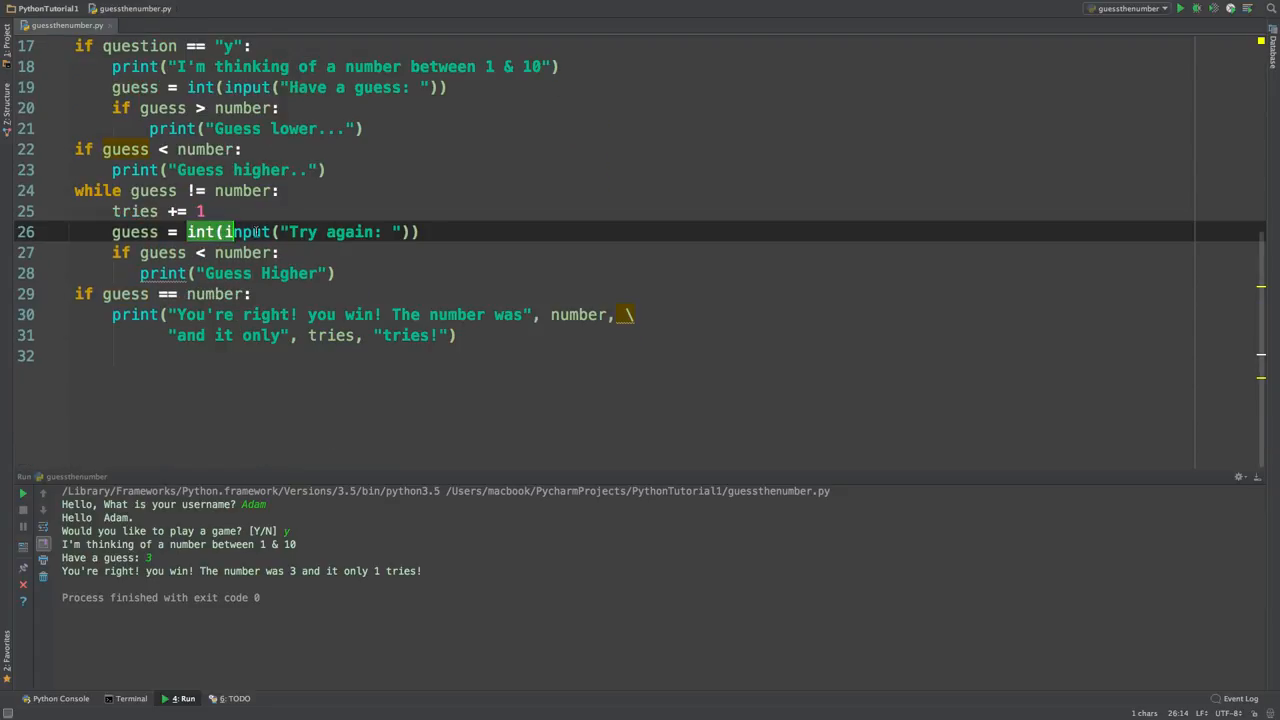 PythonTutorial1 guessthenumber.py guessthenumber
guessthenumber.py
1: Project
7: Structure
2: Favorites
Database
17 if question == "y":
18 print("I'm thinking of a number between 1 & 10")
19 guess = int(input("Have a guess: "))
20 if guess > number:
21 print("Guess lower...")
22 if guess < number:
23 print("Guess higher..")
24 while guess != number:
25 tries += 1
26 guess = int(input("Try again: "))
27 if guess < number:
28 print("Guess Higher")
29 if guess == number:
30 print("You're right! you win! The number was", number, \
31 "and it only", tries, "tries!")
32
Run guessthenumber
/Library/Frameworks/Python.framework/Versions/3.5/bin/python3.5 /Users/macbook/PycharmProjects/PythonTutorial1/guessthenumber.py
Hello, What is your username? Adam
Hello  Adam.
Would you like to play a game? [Y/N] y
I'm thinking of a number between 1 & 10
Have a guess: 3
You're right! you win! The number was 3 and it only 1 tries!
Process finished with exit code 0
Python Console Terminal 4: Run 6: TODO Event Log
1 chars 26:14 LF÷ UTF-8÷